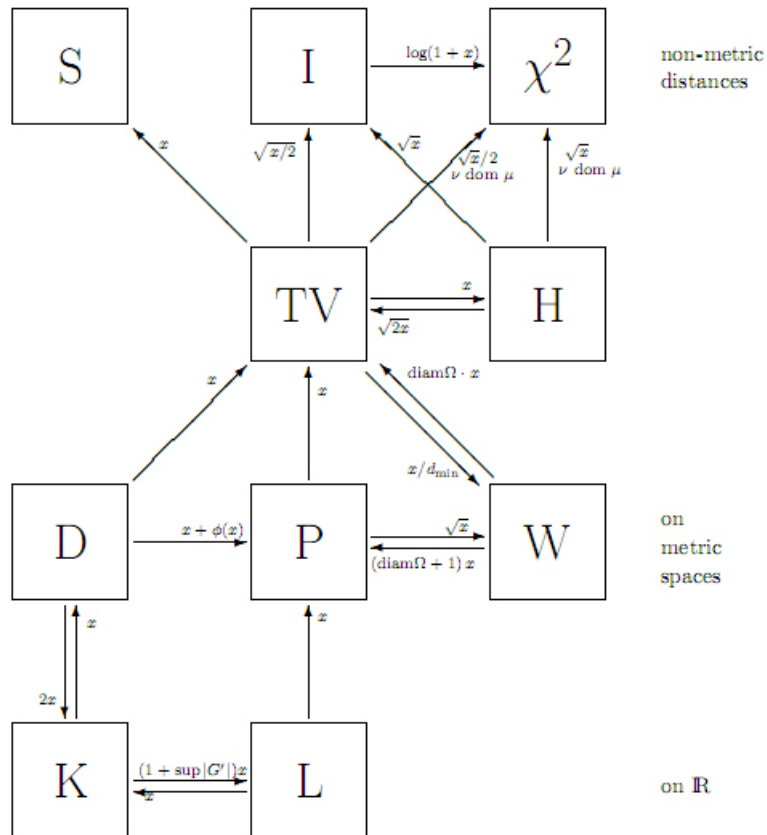 S
I
log(1 + x)
χ²
non-metric
distances
x
√x/2
√x
√x/2
ν dom μ
√x
ν dom μ
TV
x
√2x
H
x
x
diamΩ · x
x/d_min
D
x + φ(x)
P
√x
(diamΩ + 1) x
W
on
metric
spaces
x
2x
x
K
(1 + sup|G′|)x
x
L
on ℝ